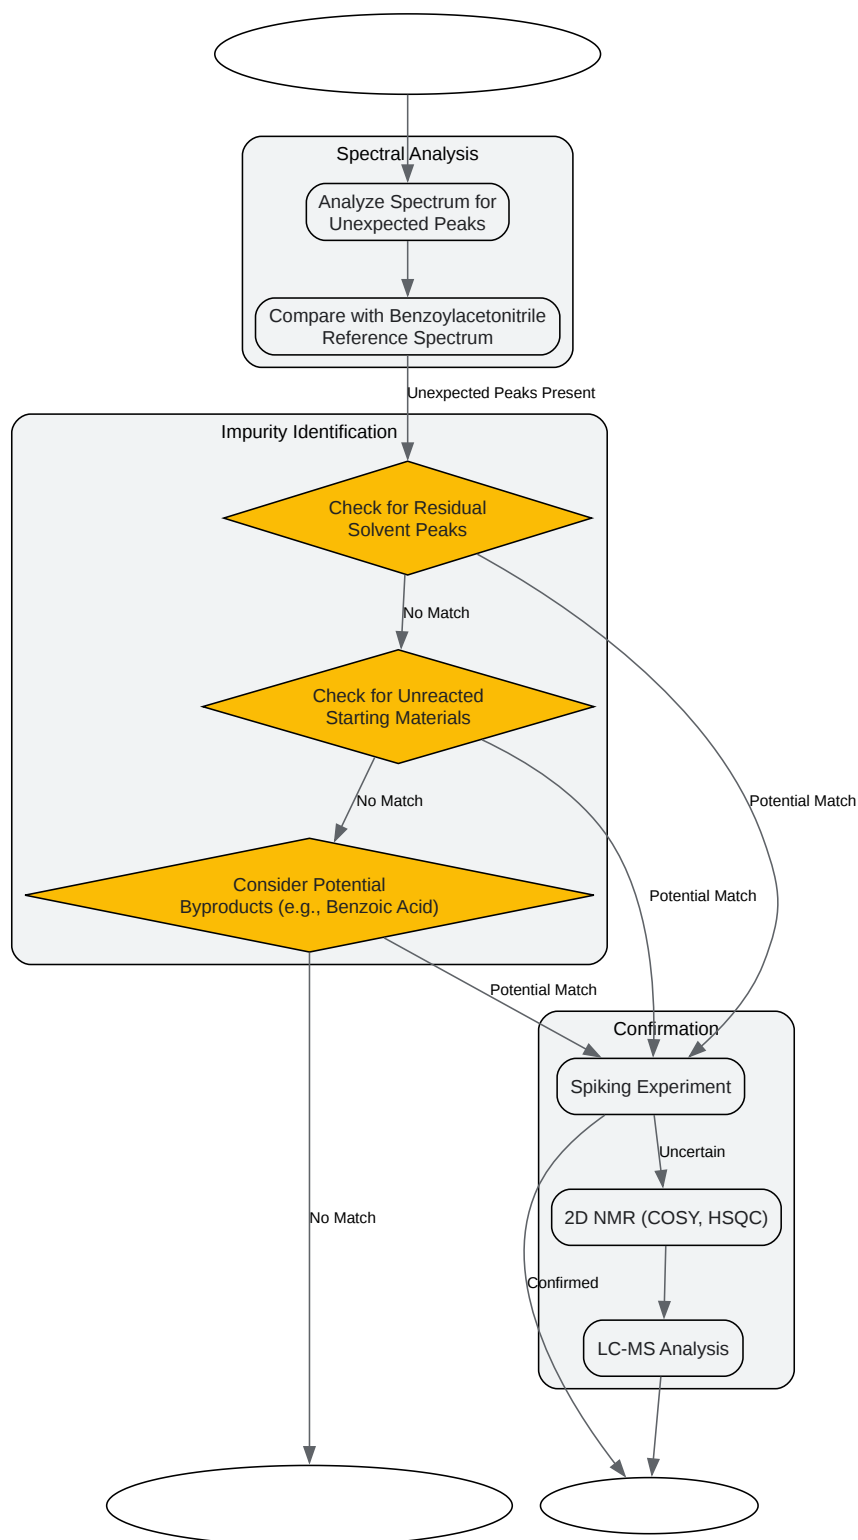 Spectral Analysis
Analyze Spectrum for
Unexpected Peaks
Compare with Benzoylacetonitrile
Reference Spectrum
Unexpected Peaks Present
Impurity Identification
Check for Residual
Solvent Peaks
No Match
Check for Unreacted
Starting Materials
No Match
Potential Match
Consider Potential
Byproducts (e.g., Benzoic Acid)
Potential Match
Potential Match
Confirmation
Spiking Experiment
Uncertain
No Match
2D NMR (COSY, HSQC)
Confirmed
LC-MS Analysis